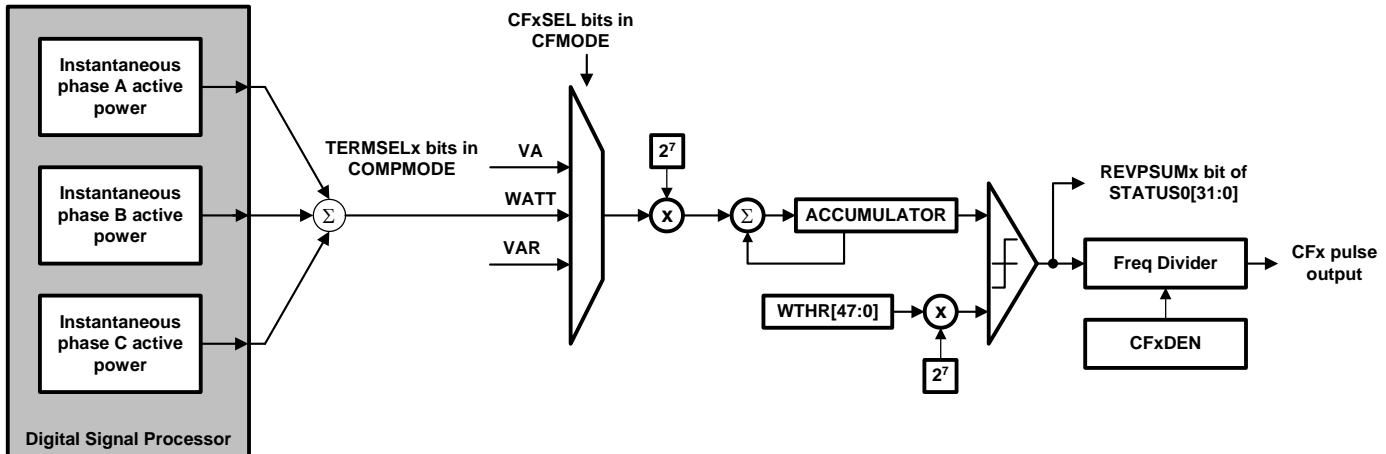 Instantaneous
phase A active
power
Instantaneous
phase B active
power
Instantaneous
phase C active
power
Digital Signal Processor
Σ
TERMSELx bits in
COMPMODE
CFxSEL bits in
CFMODE
VA
WATT
VAR
2⁷
x
Σ
ACCUMULATOR
WTHR[47:0]
x
2⁷
REVPSUMx bit of
STATUS0[31:0]
Freq Divider
CFxDEN
CFx pulse
output